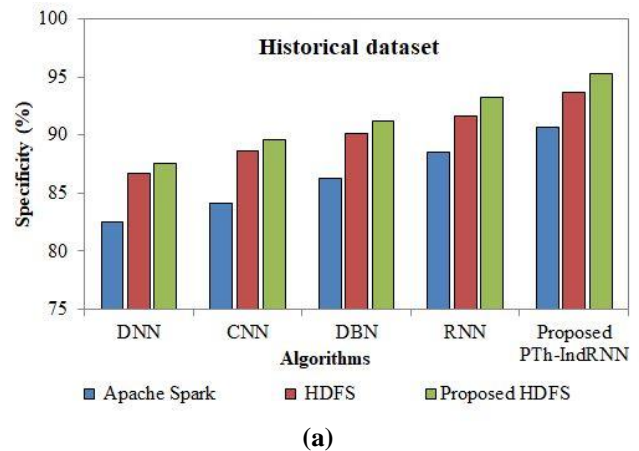 100
Historical dataset
95
90
85
80
75
Specificity (%)
DNN CNN DBN RNN Proposed
PTh-IndRNN
Algorithms
Apache Spark HDFS Proposed HDFS
(a)